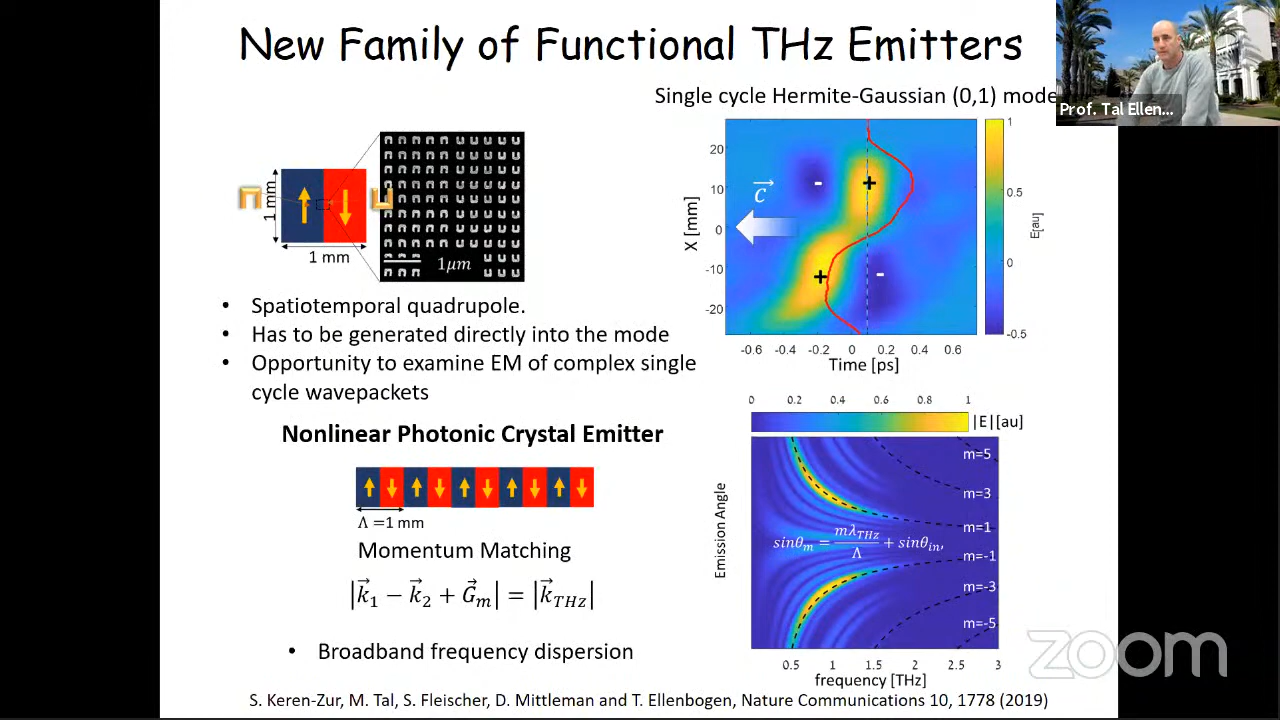 New Family of Functional THz Emitters
Prof. Tal Ellen...
Single cycle Hermite-Gaussian (0,1) mode
1 mm
1 mm
1μm
• Spatiotemporal quadrupole.
• Has to be generated directly into the mode
• Opportunity to examine EM of complex single
cycle wavepackets
X [mm]
20
10
0
-10
-20
c⃗
- +
+ -
-0.6 -0.4 -0.2 0 0.2 0.4 0.6
Time [ps]
1
0.5
0
-0.5
E[au]
Nonlinear Photonic Crystal Emitter
Λ =1 mm
Momentum Matching
|k⃗₁ − k⃗₂ + G⃗ₘ| = |k⃗_THz|
• Broadband frequency dispersion
0 0.2 0.4 0.6 0.8 1
|E|[au]
Emission Angle
m=5
m=3
m=1
sinθₘ = mλ_THz/Λ + sinθ_in,
m=-1
m=-3
m=-5
0.5 1 1.5 2 2.5 3
frequency [THz]
zoom
S. Keren-Zur, M. Tal, S. Fleischer, D. Mittleman and T. Ellenbogen, Nature Communications 10, 1778 (2019)